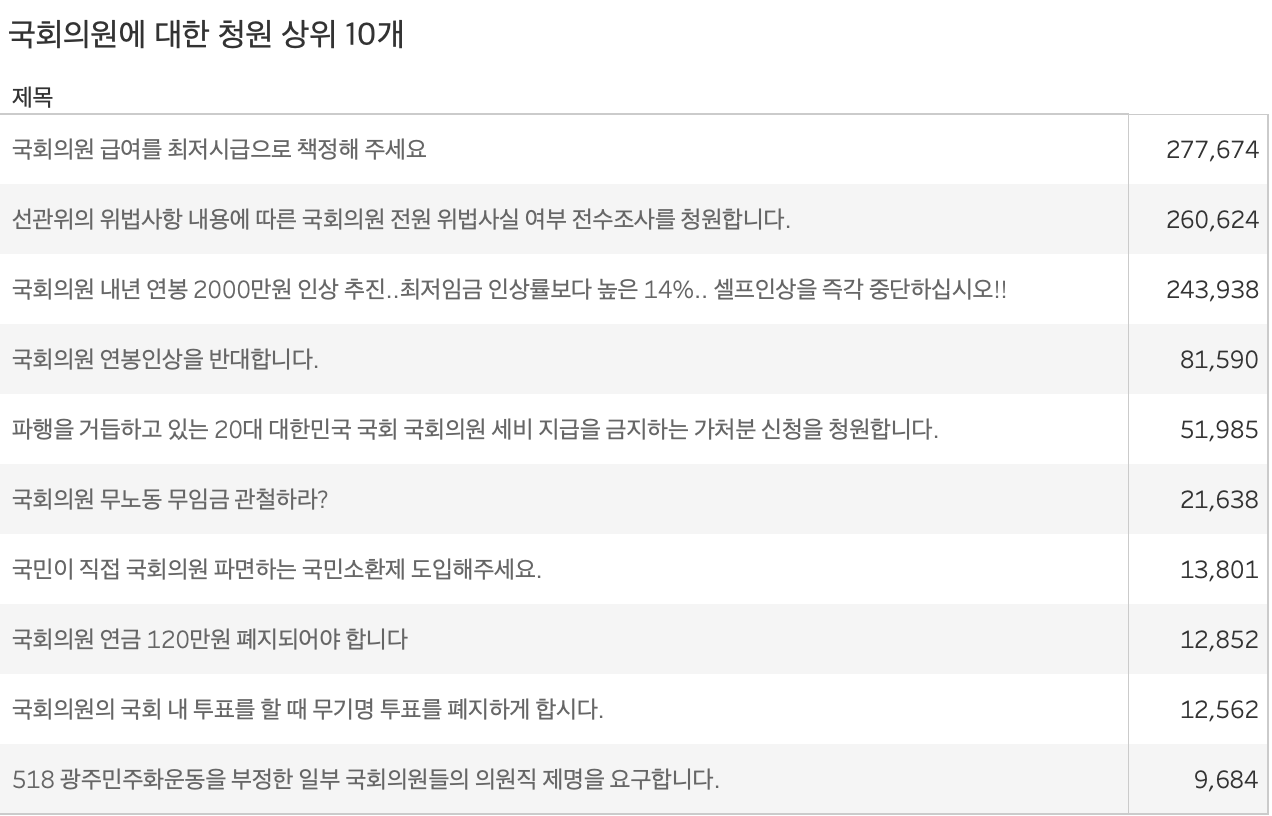 국회의원에 대한 청원 상위 10개
제목
국회의원 급여를 최저시급으로 책정해 주세요 277,674
선관위의 위법사항 내용에 따른 국회의원 전원 위법사실 여부 전수조사를 청원합니다. 260,624
국회의원 내년 연봉 2000만원 인상 추진..최저임금 인상률보다 높은 14%.. 셀프인상을 즉각 중단하십시오!! 243,938
국회의원 연봉인상을 반대합니다. 81,590
파행을 거듭하고 있는 20대 대한민국 국회 국회의원 세비 지급을 금지하는 가처분 신청을 청원합니다. 51,985
국회의원 무노동 무임금 관철하라? 21,638
국민이 직접 국회의원 파면하는 국민소환제 도입해주세요. 13,801
국회의원 연금 120만원 폐지되어야 합니다 12,852
국회의원의 국회 내 투표를 할 때 무기명 투표를 폐지하게 합시다. 12,562
518 광주민주화운동을 부정한 일부 국회의원들의 의원직 제명을 요구합니다. 9,684